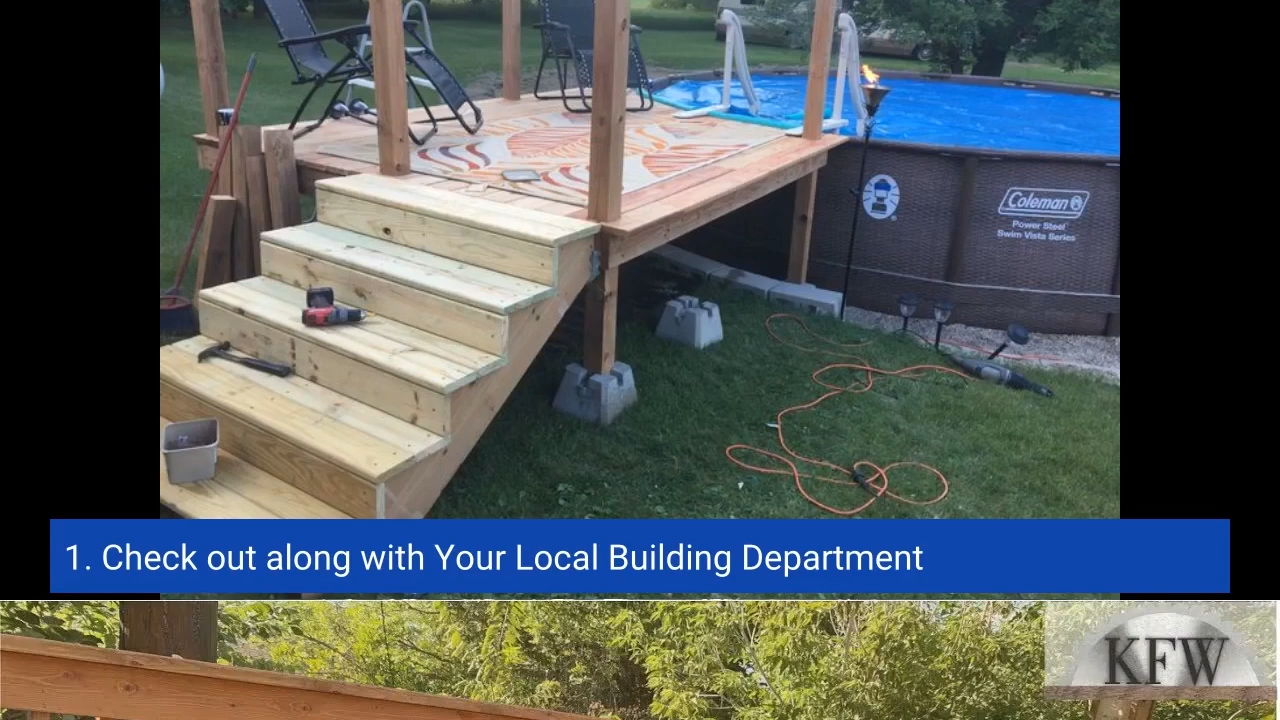 Coleman
Power Steel
Swim Vista Series
1. Check out along with Your Local Building Department
KFW